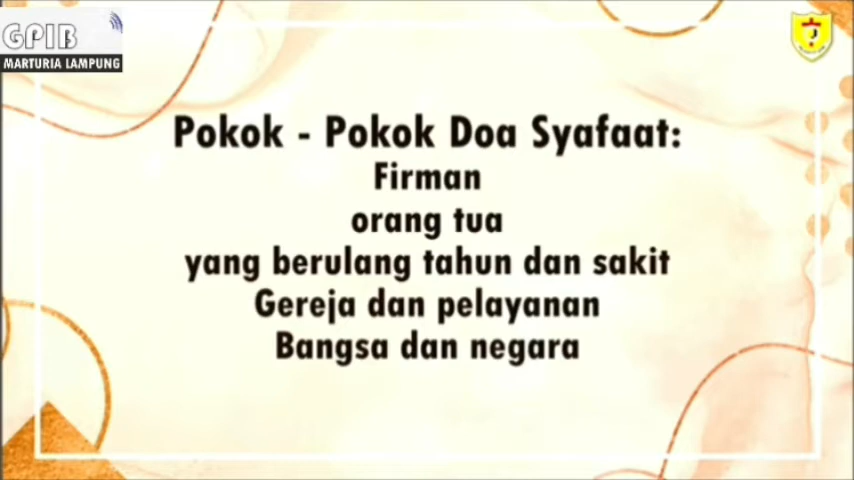 GPIB
MARTURIA LAMPUNG
Pokok - Pokok Doa Syafaat:
Firman
orang tua
yang berulang tahun dan sakit
Gereja dan pelayanan
Bangsa dan negara